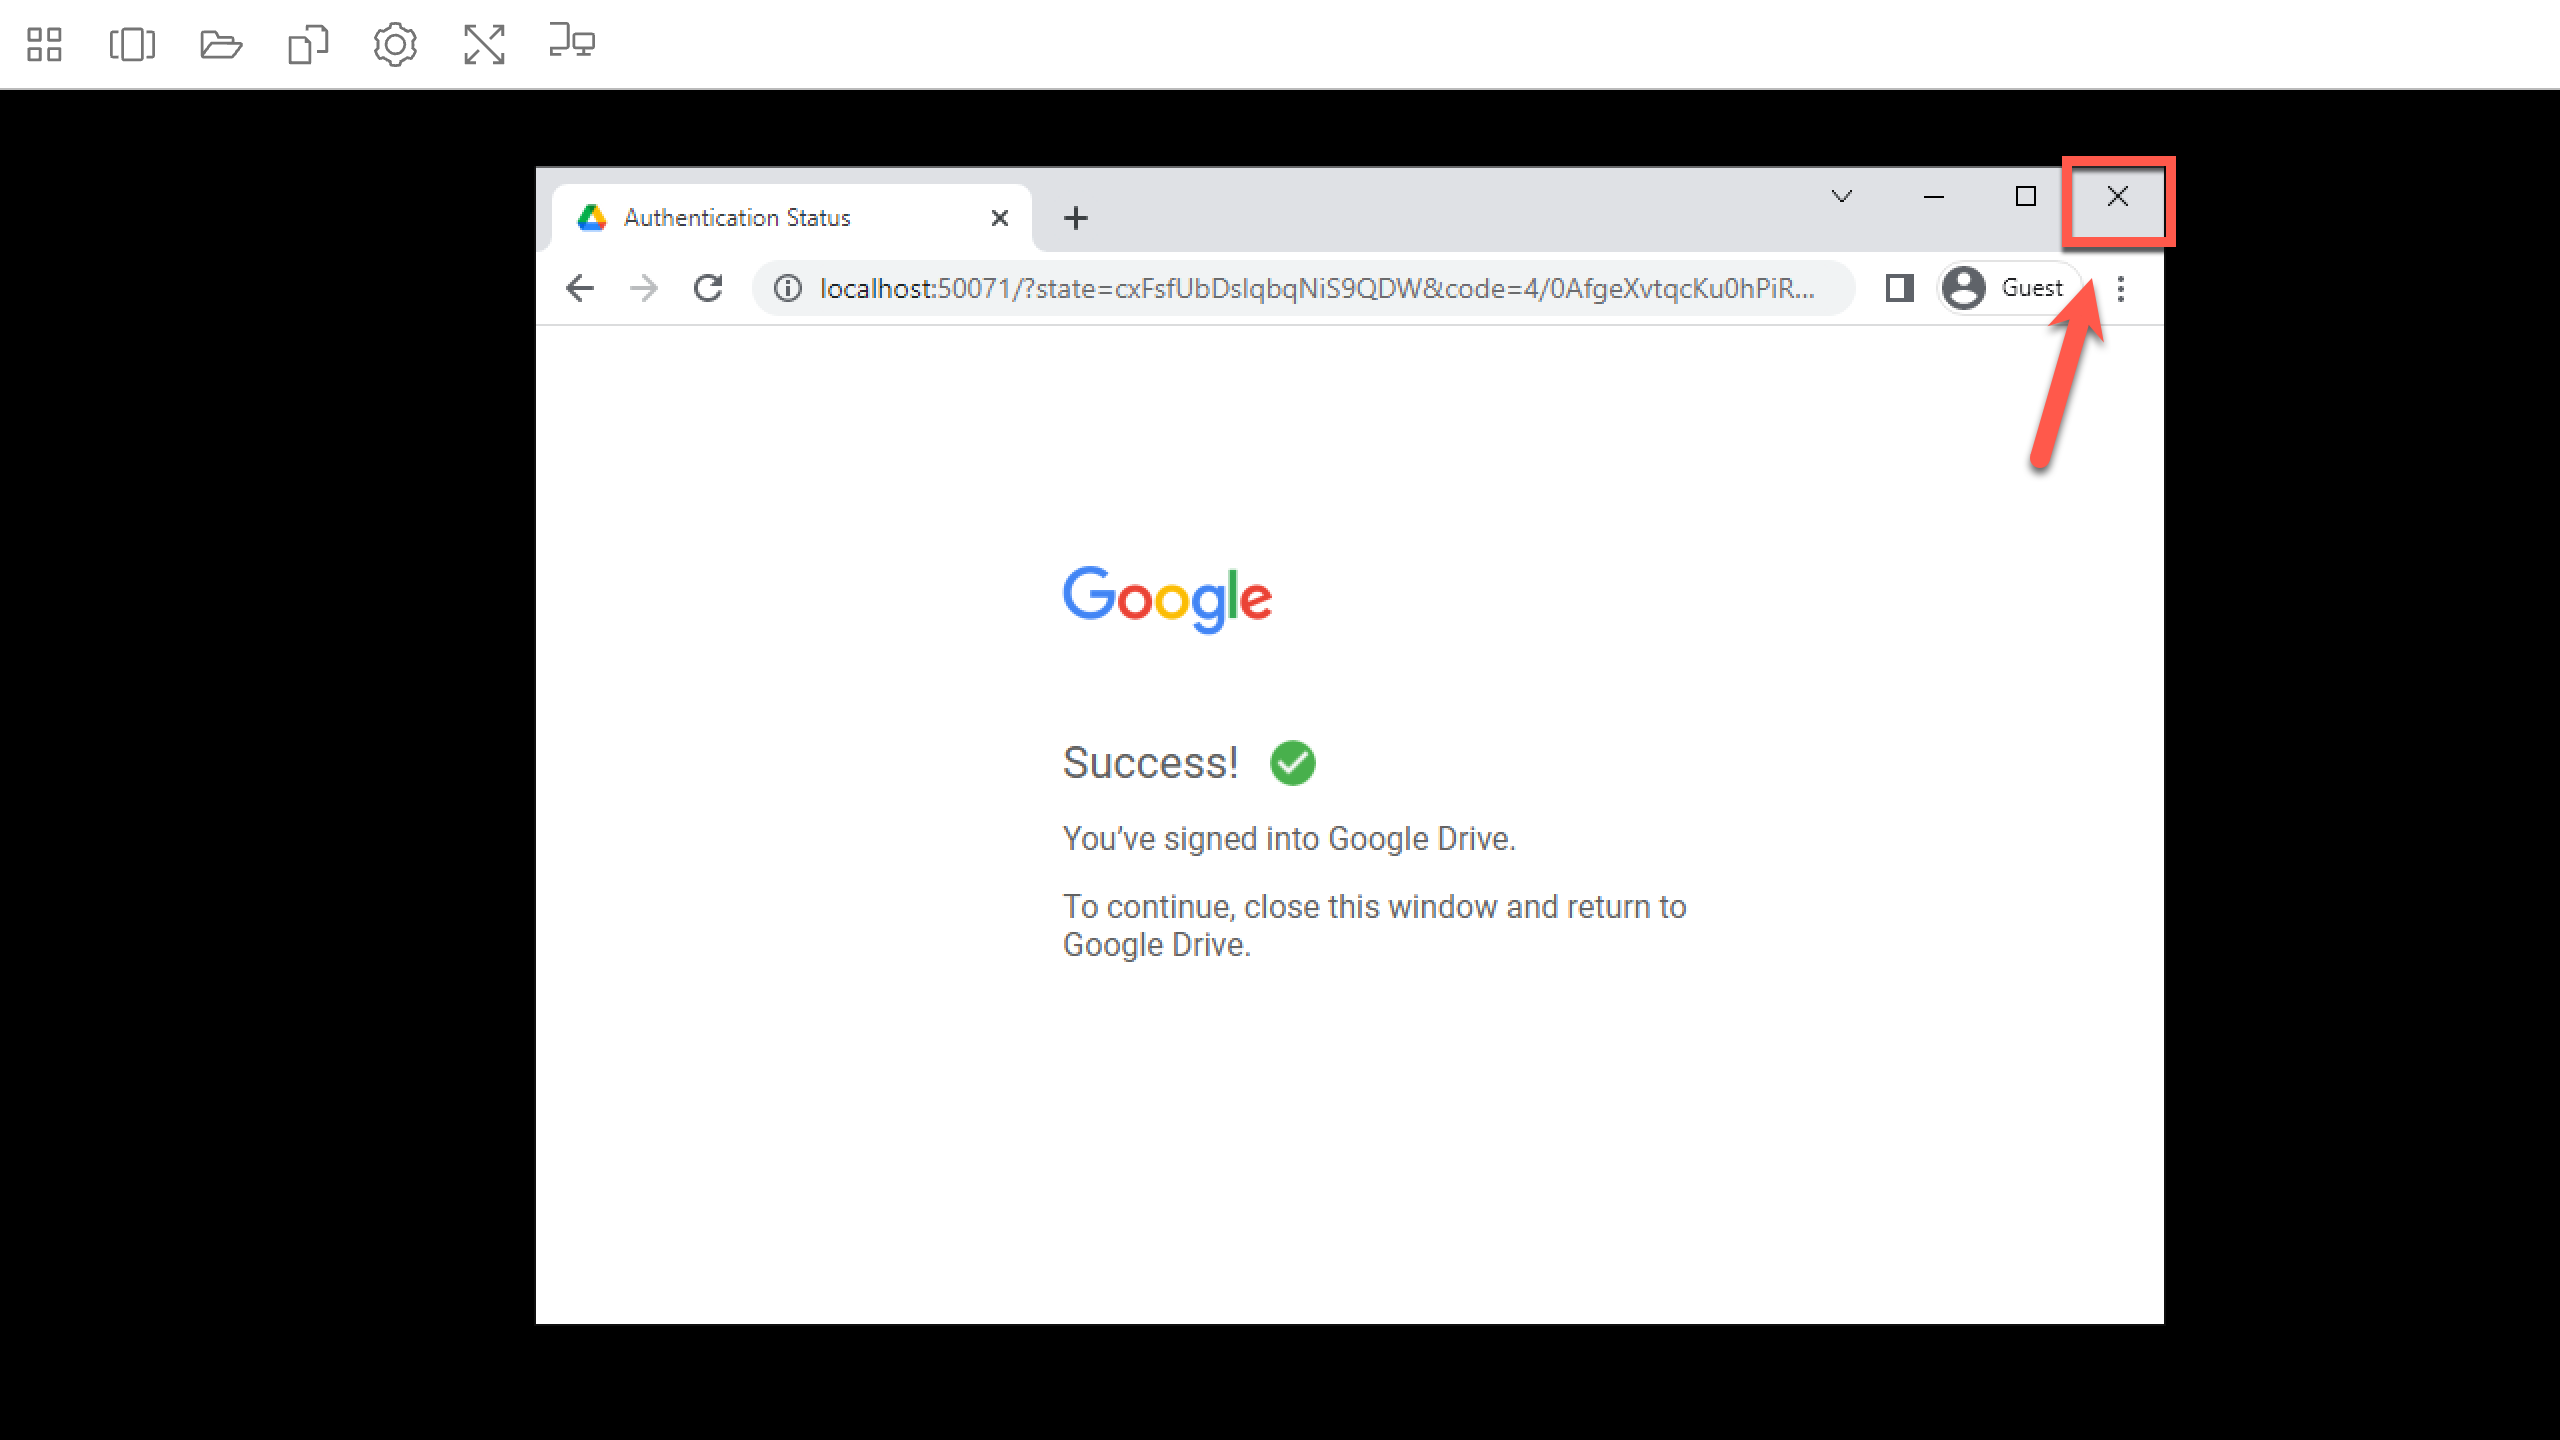 Authentication Status
localhost:50071/?state=cxFsfUbDsIqbqNiS9QDW&code=4/0AfgeXvtqcKu0hPiR...
Guest
Google
Success!
You’ve signed into Google Drive.
To continue, close this window and return to
Google Drive.